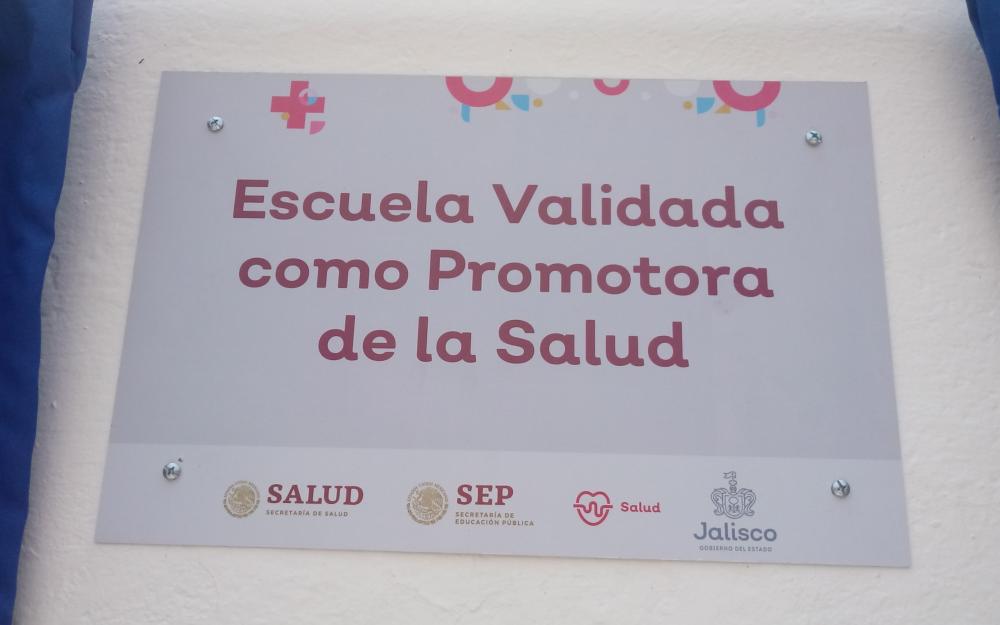 Escuela Validada
como Promotora
de la Salud
SALUD
SECRETARÍA DE SALUD
SEP
SECRETARÍA DE
EDUCACIÓN PÚBLICA
Salud
Jalisco
GOBIERNO DEL ESTADO